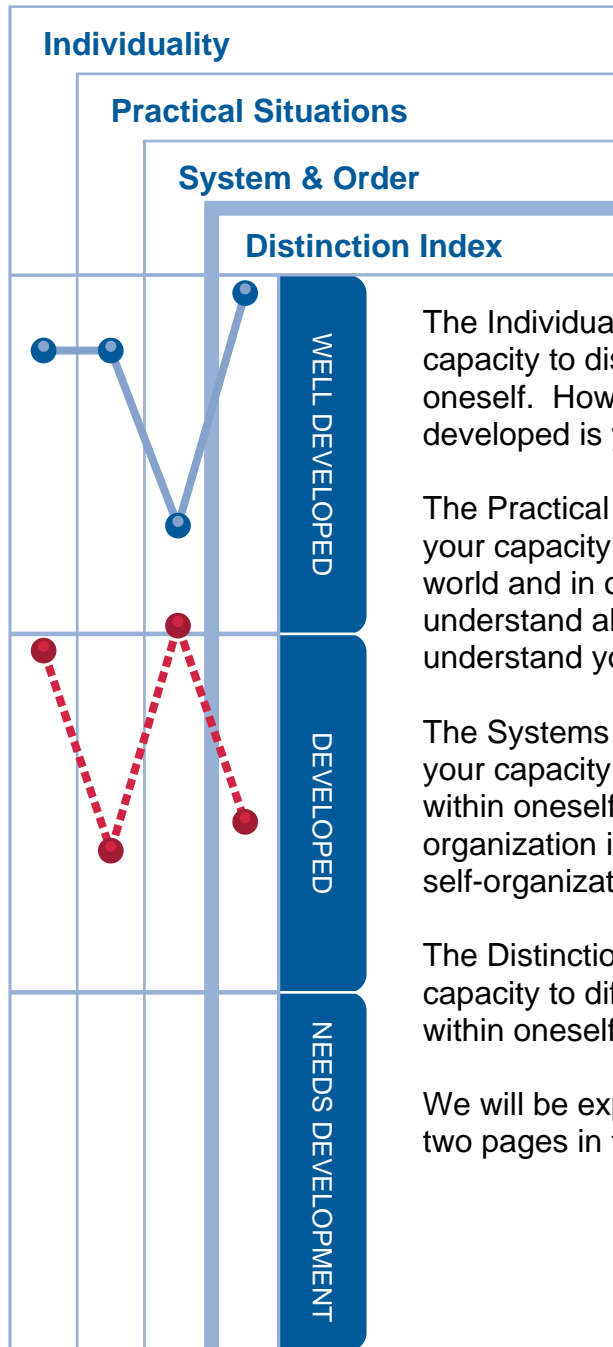 Individuality
Practical Situations
System & Order
Distinction Index
WELL DEVELOPED
DEVELOPED
NEEDS DEVELOPMENT
The Individua
capacity to dis
oneself. How
developed is
The Practical
your capacity
world and in
understand al
understand yo
The Systems
your capacity
within oneself
organization i
self-organizat
The Distinctio
capacity to dif
within oneself
We will be exp
two pages in